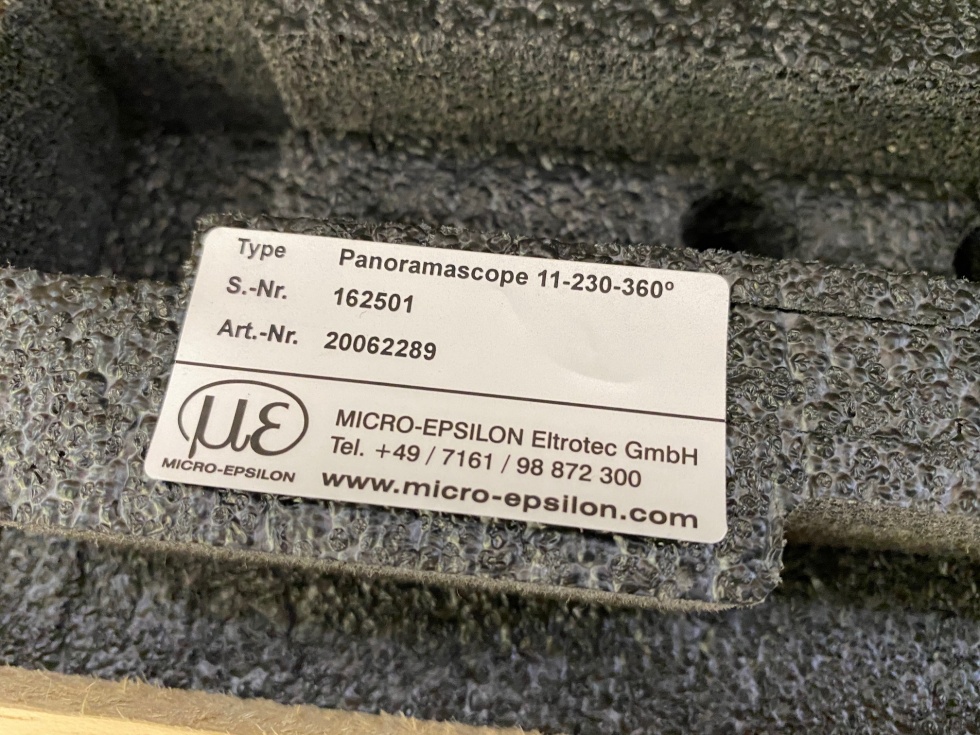 Type Panoramascope 11-230-360°
S.-Nr. 162501
Art.-Nr. 20062289
µε
MICRO-EPSILON
MICRO-EPSILON Eltrotec GmbH
Tel. +49 / 7161 / 98 872 300
www.micro-epsilon.com